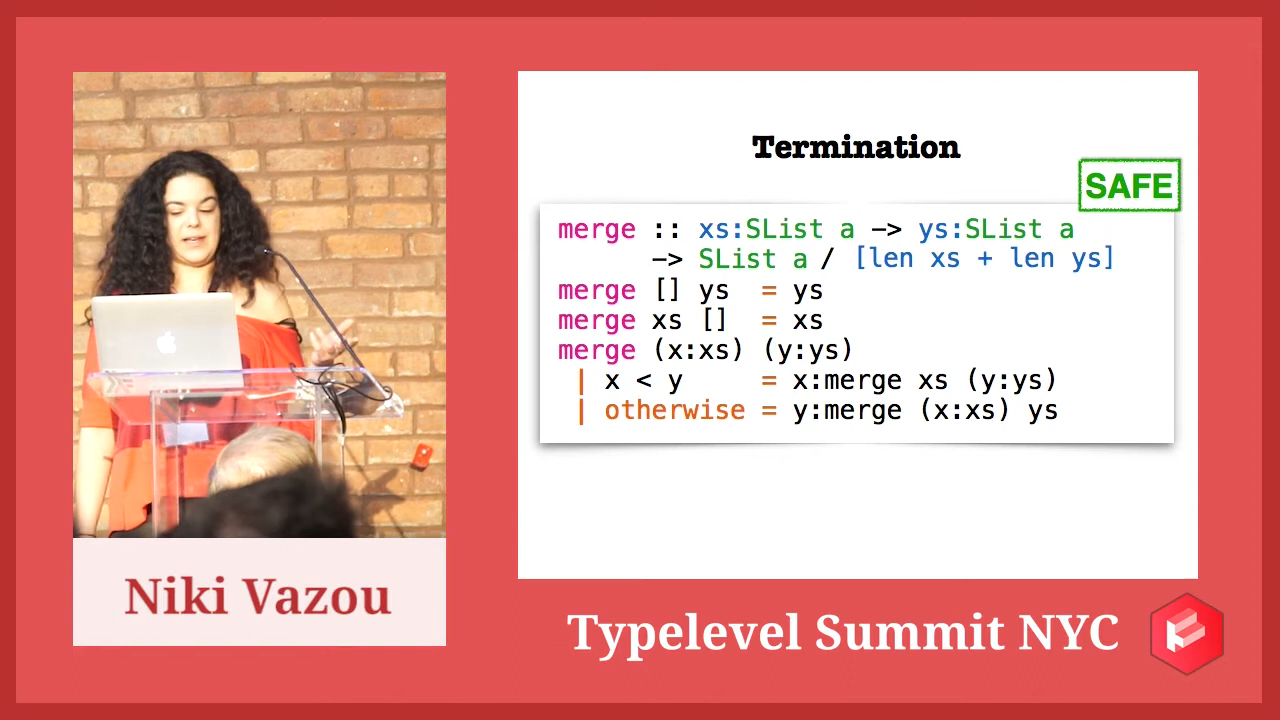 Termination
SAFE
merge :: xs:SList a -> ys:SList a
-> SList a / [len xs + len ys]
merge [] ys = ys
merge xs [] = xs
merge (x:xs) (y:ys)
| x < y = x:merge xs (y:ys)
| otherwise = y:merge (x:xs) ys
Niki Vazou
Typelevel Summit NYC